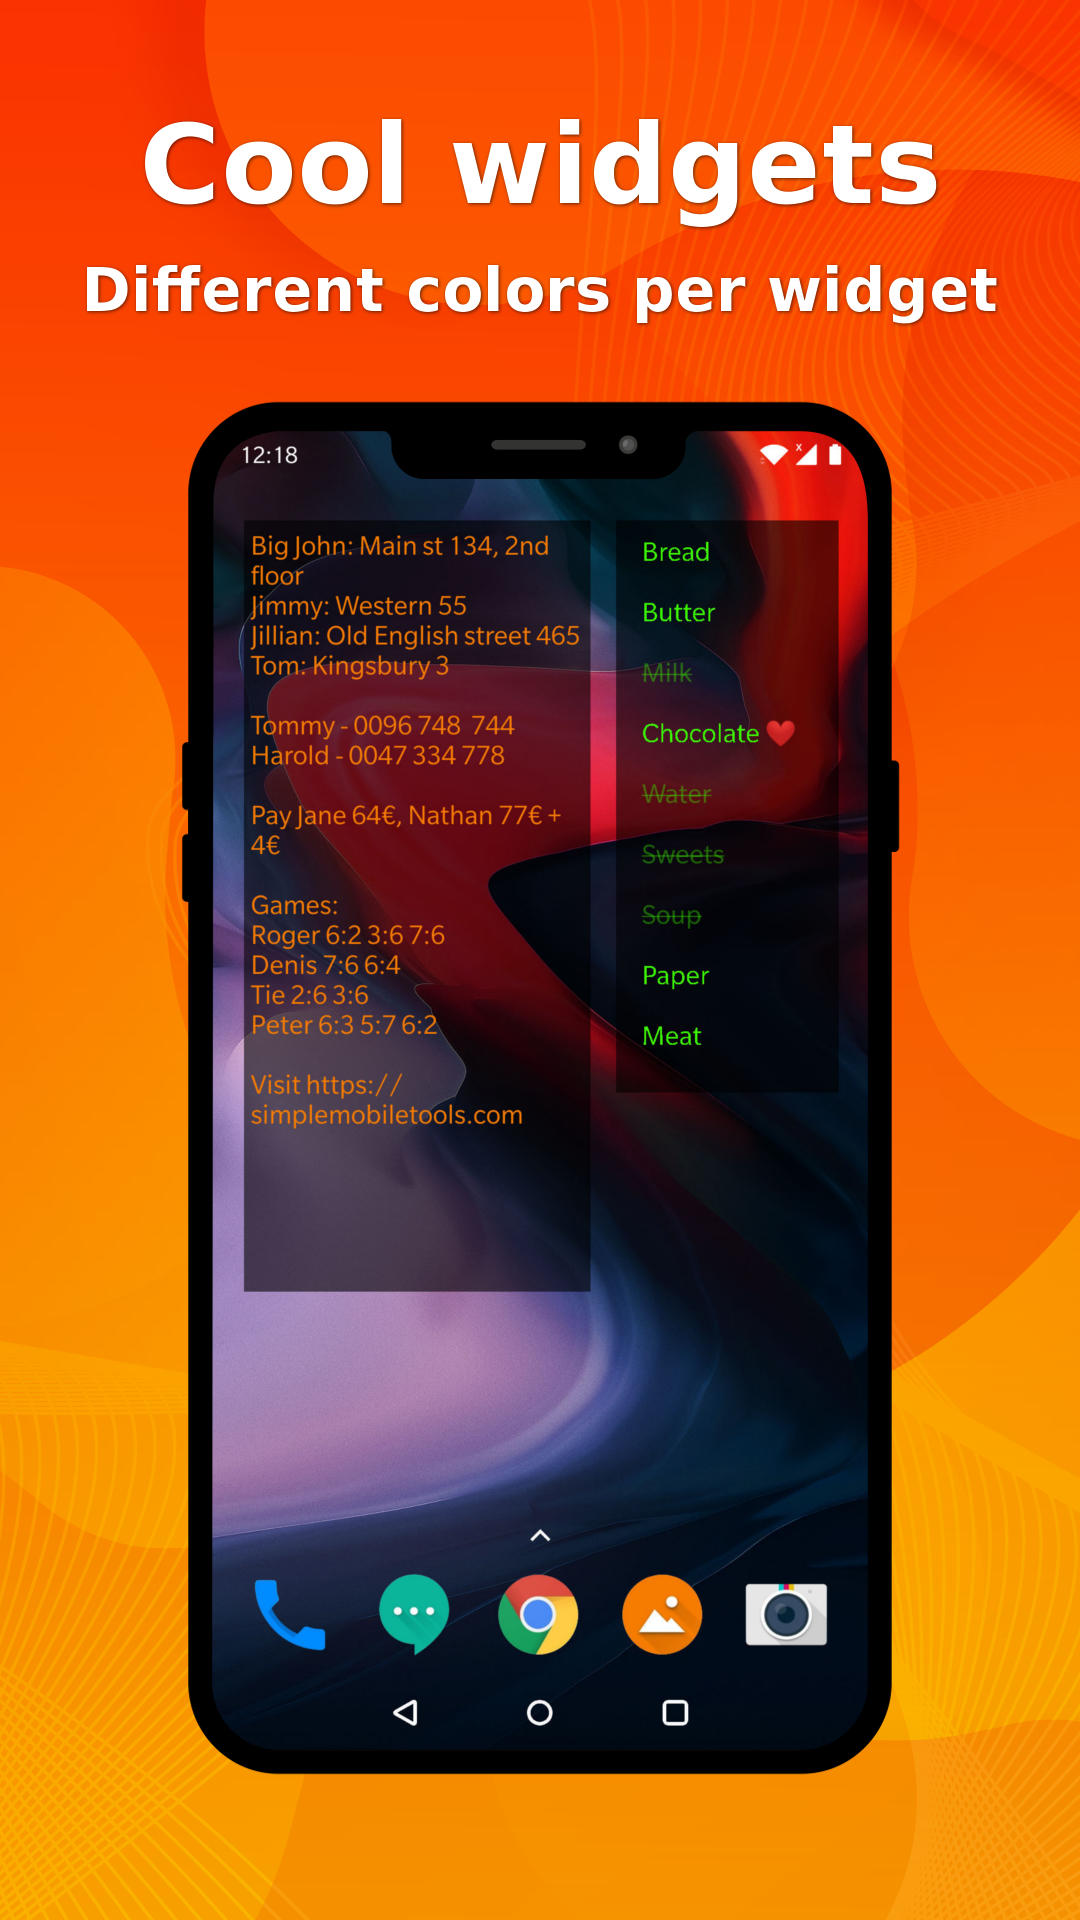 Cool widgets
Different colors per widget
12:18
Big John: Main st 134, 2nd
floor
Jimmy: Western 55
Jillian: Old English street 465
Tom: Kingsbury 3
Tommy - 0096 748  744
Harold - 0047 334 778
Pay Jane 64€, Nathan 77€ +
4€
Games:
Roger 6:2 3:6 7:6
Denis 7:6 6:4
Tie 2:6 3:6
Peter 6:3 5:7 6:2
Visit https://
simplemobiletools.com
Bread
Butter
Milk
Chocolate ❤️
Water
Sweets
Soup
Paper
Meat